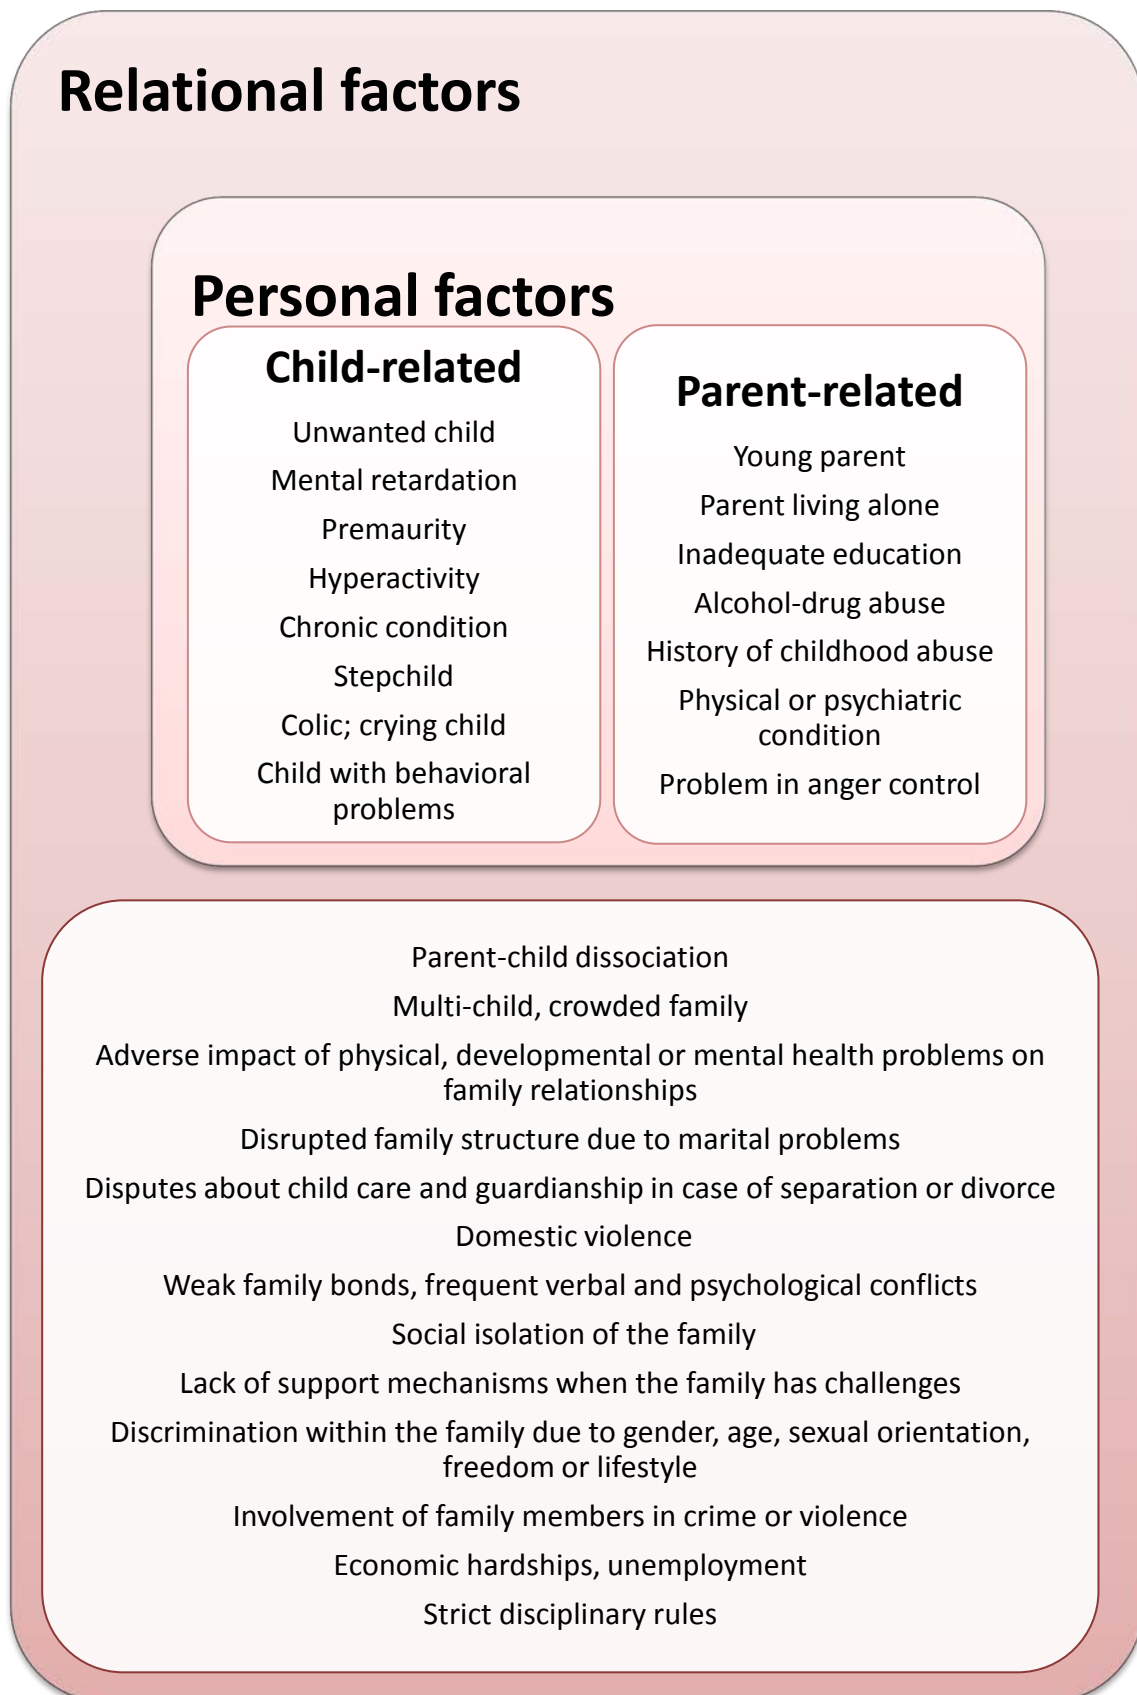 Relational factors
Personal factors
Child-related
Unwanted child
Mental retardation
Premaurity
Hyperactivity
Chronic condition
Stepchild
Colic; crying child
Child with behavioral
problems
Parent-related
Young parent
Parent living alone
Inadequate education
Alcohol-drug abuse
History of childhood abuse
Physical or psychiatric
condition
Problem in anger control
Parent-child dissociation
Multi-child, crowded family
Adverse impact of physical, developmental or mental health problems on
family relationships
Disrupted family structure due to marital problems
Disputes about child care and guardianship in case of separation or divorce
Domestic violence
Weak family bonds, frequent verbal and psychological conflicts
Social isolation of the family
Lack of support mechanisms when the family has challenges
Discrimination within the family due to gender, age, sexual orientation,
freedom or lifestyle
Involvement of family members in crime or violence
Economic hardships, unemployment
Strict disciplinary rules